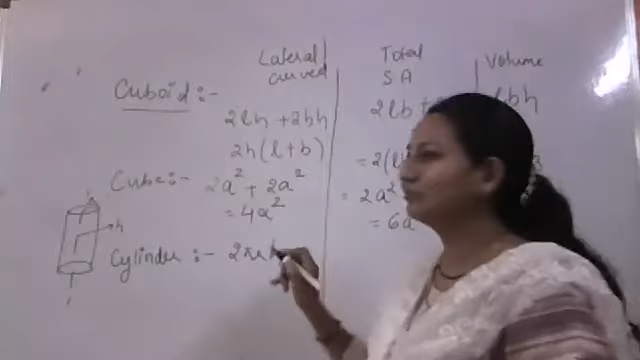 Lateral Total Volume
curved SA
Cuboid :-
2lh + 2bh 2lb + lbh
2h(l+b) = 2(l
Cube :- 2a² + 2a² = 2a²
= 4a² = 6a
h
Cylinder :- 2πrh